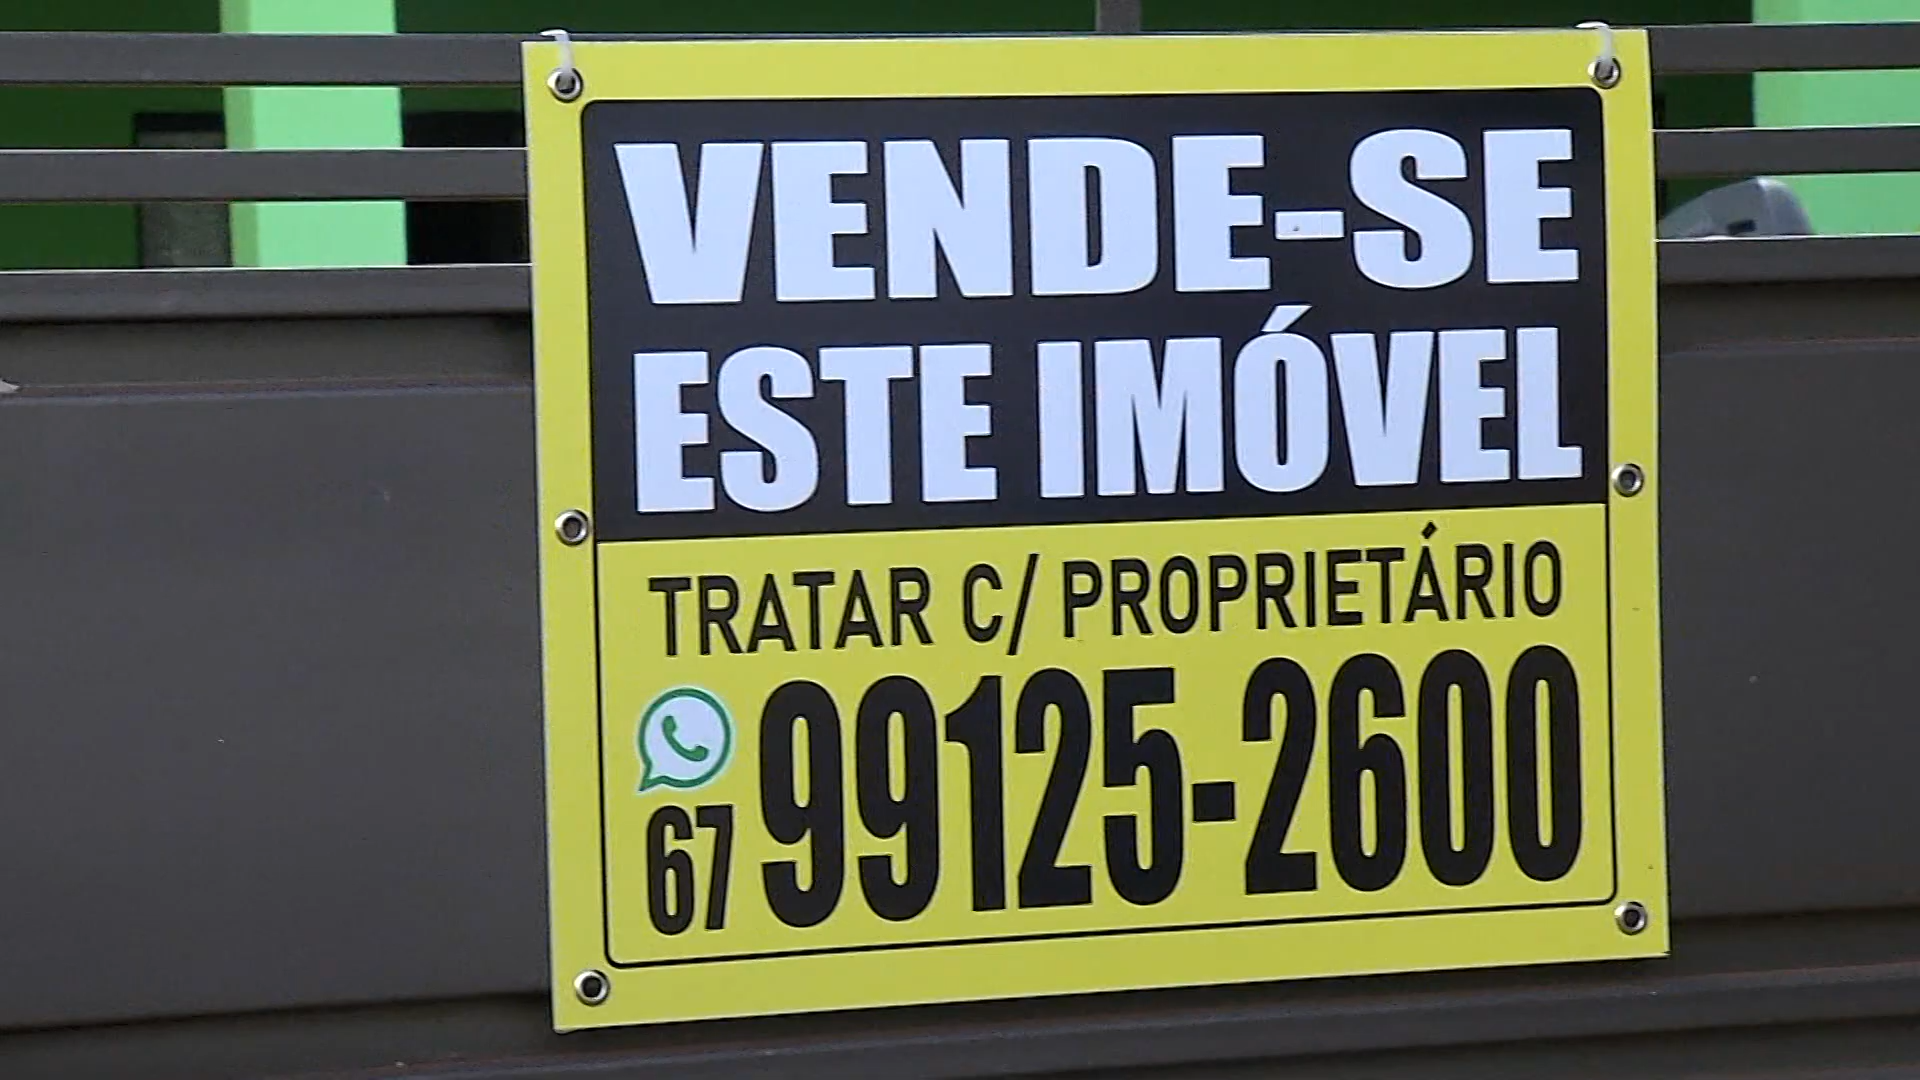 VENDE-SE
ESTE IMÓVEL
TRATAR C/ PROPRIETÁRIO
67 99125-2600